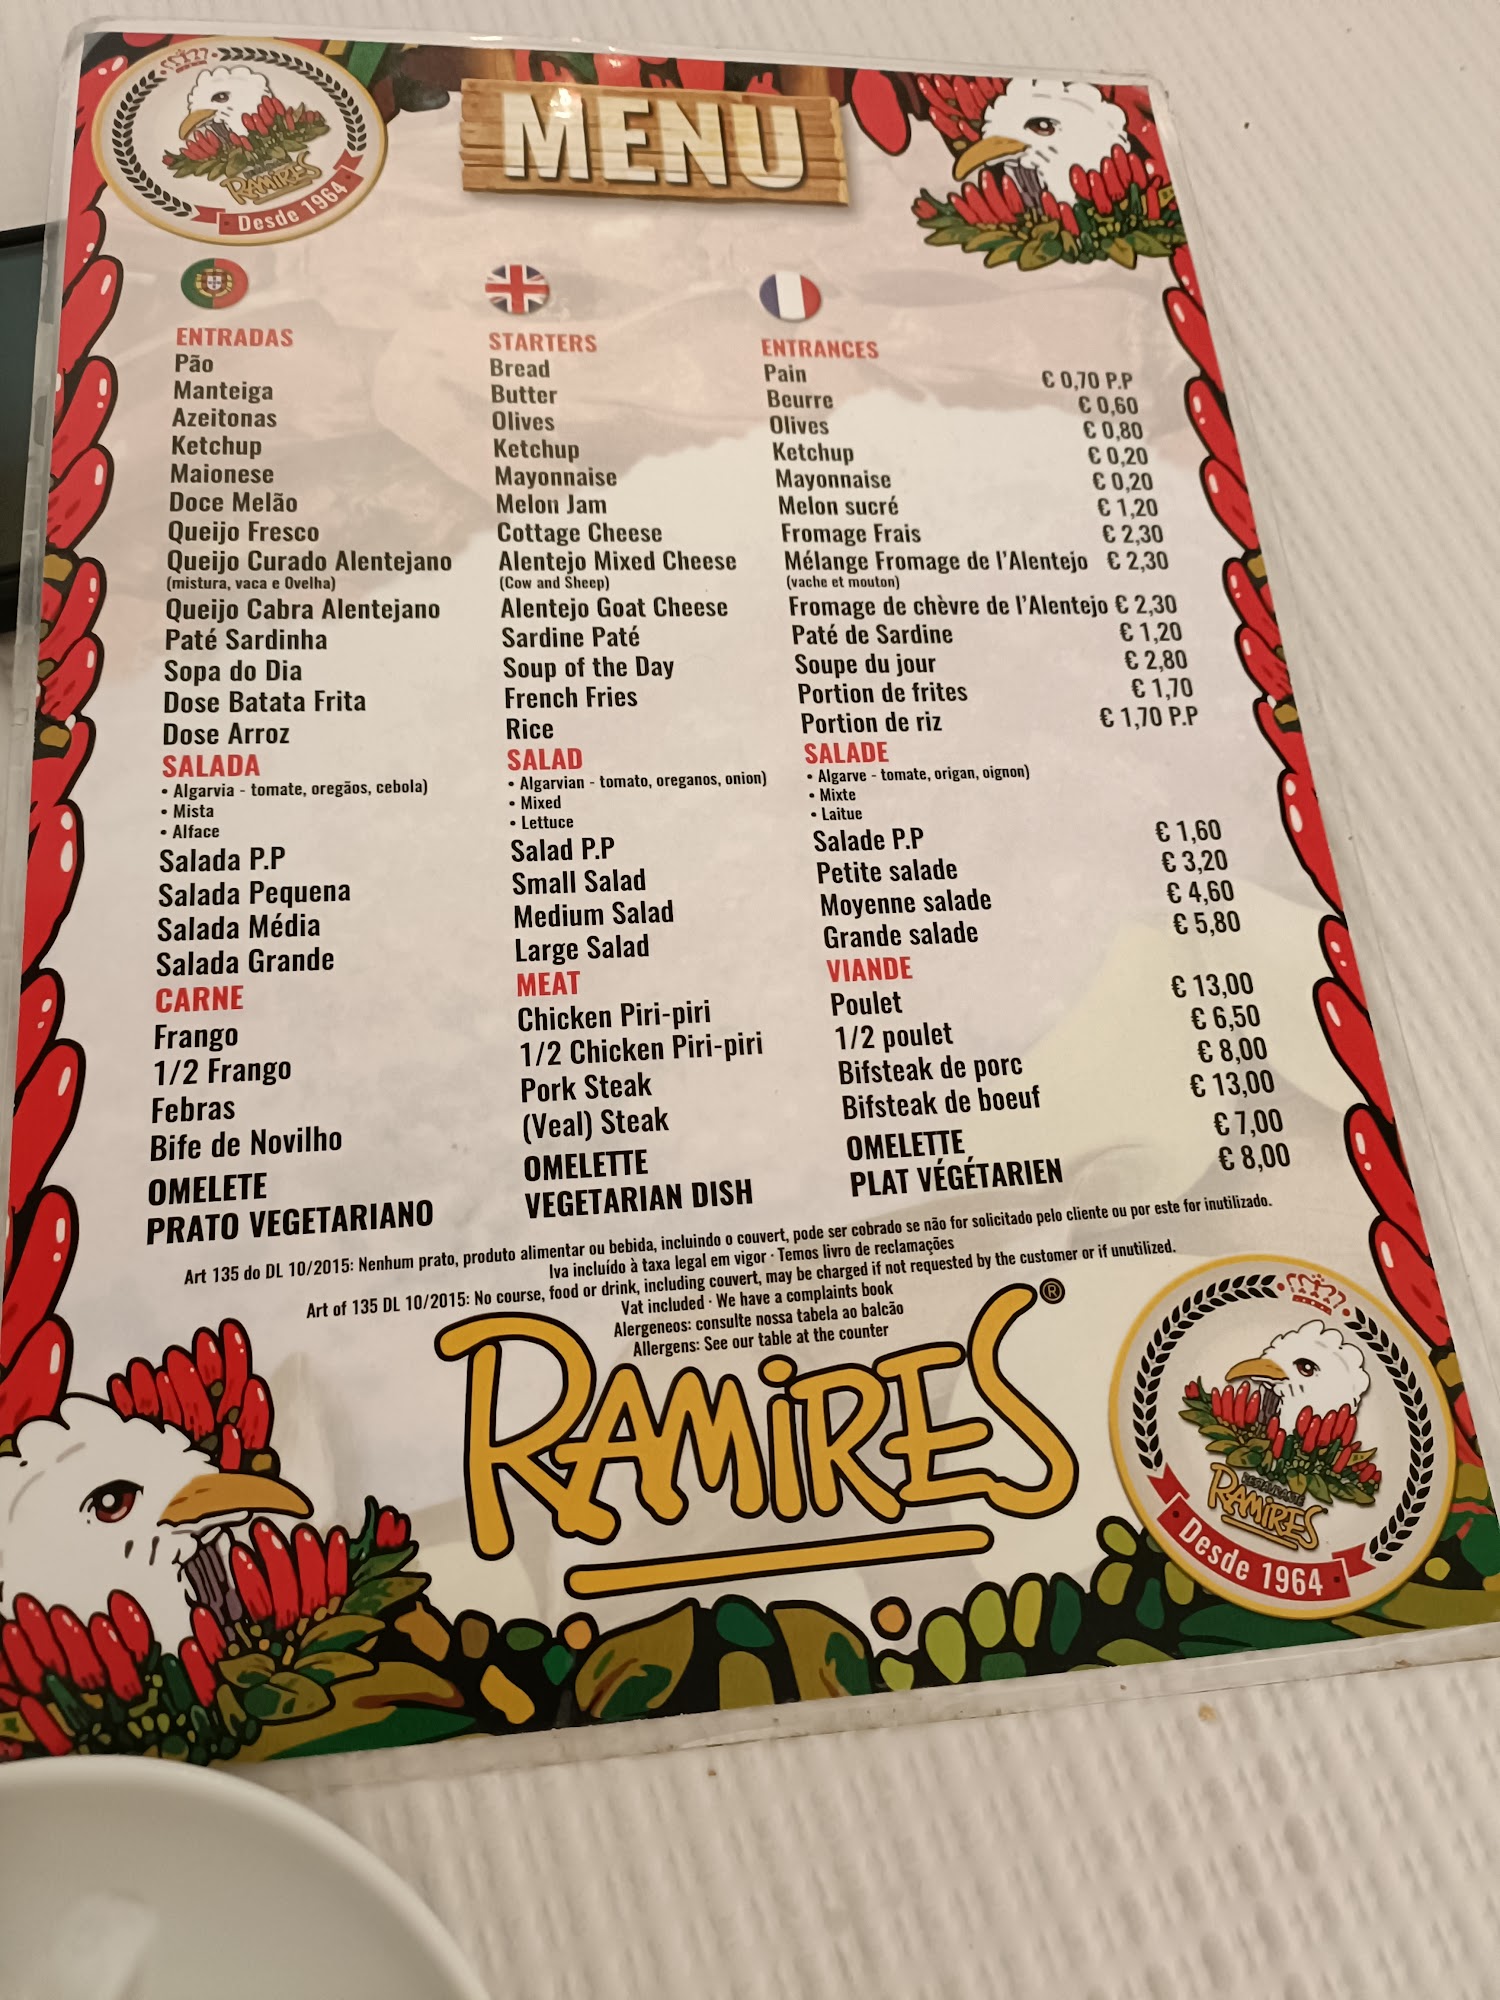 RAMIRES
Desde 1964
MENU
ENTRADAS STARTERS ENTRANCES
Pão Bread Pain € 0,70 P.P
Manteiga Butter Beurre € 0,60
Azeitonas Olives Olives € 0,80
Ketchup Ketchup Ketchup € 0,20
Maionese Mayonnaise Mayonnaise € 0,20
Doce Melão Melon Jam Melon sucré € 1,20
Queijo Fresco Cottage Cheese Fromage Frais € 2,30
Queijo Curado Alentejano Alentejo Mixed Cheese Mélange Fromage de l'Alentejo € 2,30
(mistura, vaca e Ovelha) (Cow and Sheep) (vache et mouton)
Queijo Cabra Alentejano Alentejo Goat Cheese Fromage de chèvre de l'Alentejo € 2,30
Paté Sardinha Sardine Paté Paté de Sardine € 1,20
Sopa do Dia Soup of the Day Soupe du jour € 2,80
Dose Batata Frita French Fries Portion de frites € 1,70
Dose Arroz Rice Portion de riz € 1,70 P.P
SALADA SALAD SALADE
• Algarvia - tomate, oregãos, cebola) • Algarvian - tomato, oreganos, onion) • Algarve - tomate, origan, oignon)
• Mista • Mixed • Mixte
• Alface • Lettuce • Laitue
Salada P.P Salad P.P Salade P.P € 1,60
Salada Pequena Small Salad Petite salade € 3,20
Salada Média Medium Salad Moyenne salade € 4,60
Salada Grande Large Salad Grande salade € 5,80
CARNE MEAT VIANDE
Frango Chicken Piri-piri Poulet € 13,00
1/2 Frango 1/2 Chicken Piri-piri 1/2 poulet € 6,50
Febras Pork Steak Bifsteak de porc € 8,00
Bife de Novilho (Veal) Steak Bifsteak de boeuf € 13,00
OMELETE OMELETTE OMELETTE € 7,00
PRATO VEGETARIANO VEGETARIAN DISH PLAT VÉGÉTARIEN € 8,00
Art 135 do DL 10/2015: Nenhum prato, produto alimentar ou bebida, incluindo o couvert, pode ser cobrado se não for solicitado pelo cliente ou por este for inutilizado.
Iva incluído à taxa legal em vigor · Temos livro de reclamações
Art of 135 DL 10/2015: No course, food or drink, including couvert, may be charged if not requested by the customer or if unutilized.
Vat included · We have a complaints book
Alergeneos: consulte nossa tabela ao balcão
Allergens: See our table at the counter
RAMIRES ®
RESTAURANTE
RAMIRES
Desde 1964